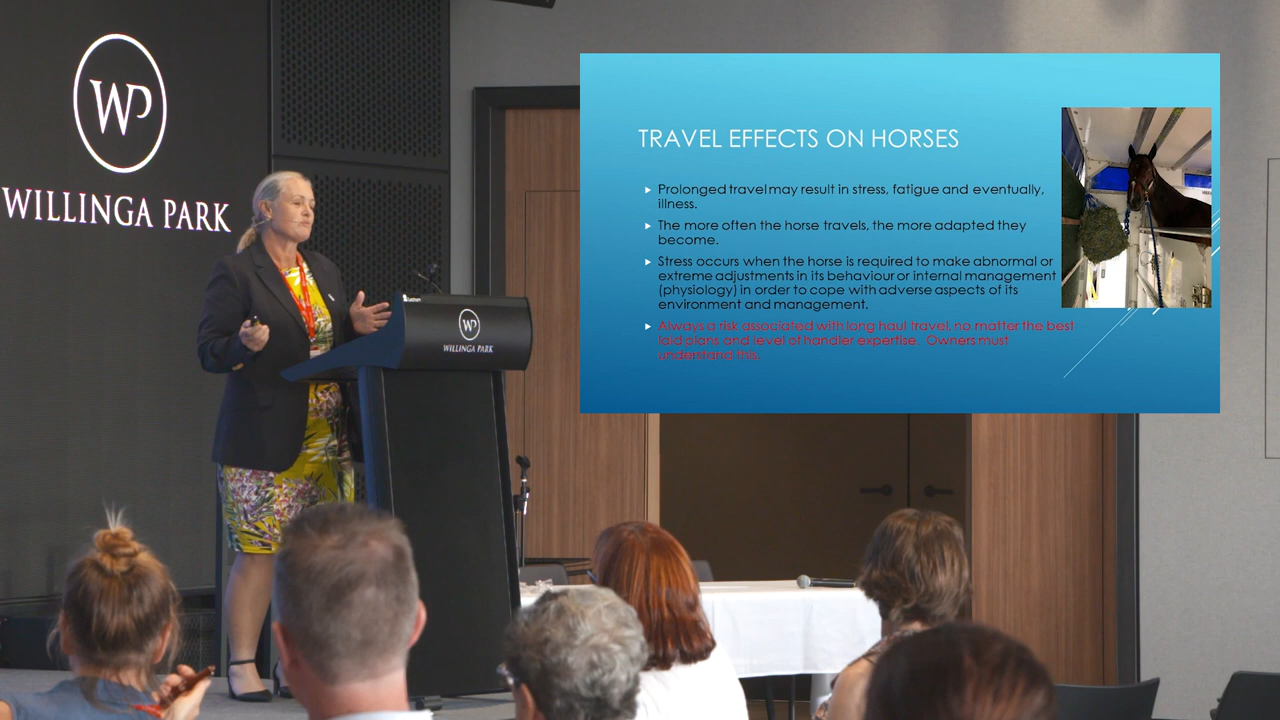 WP
WILLINGA PARK
TRAVEL EFFECTS ON HORSES
Prolonged travel may result in stress, fatigue and eventually,
illness.
The more often the horse travels, the more adapted they
become.
Stress occurs when the horse is required to make abnormal or
extreme adjustments in its behaviour or internal management
(physiology) in order to cope with adverse aspects of its
environment and management.
Always a risk associated with long haul travel, no matter the best
laid plans and level of handler expertise. Owners must
understand this.
WP
WILLINGA PARK